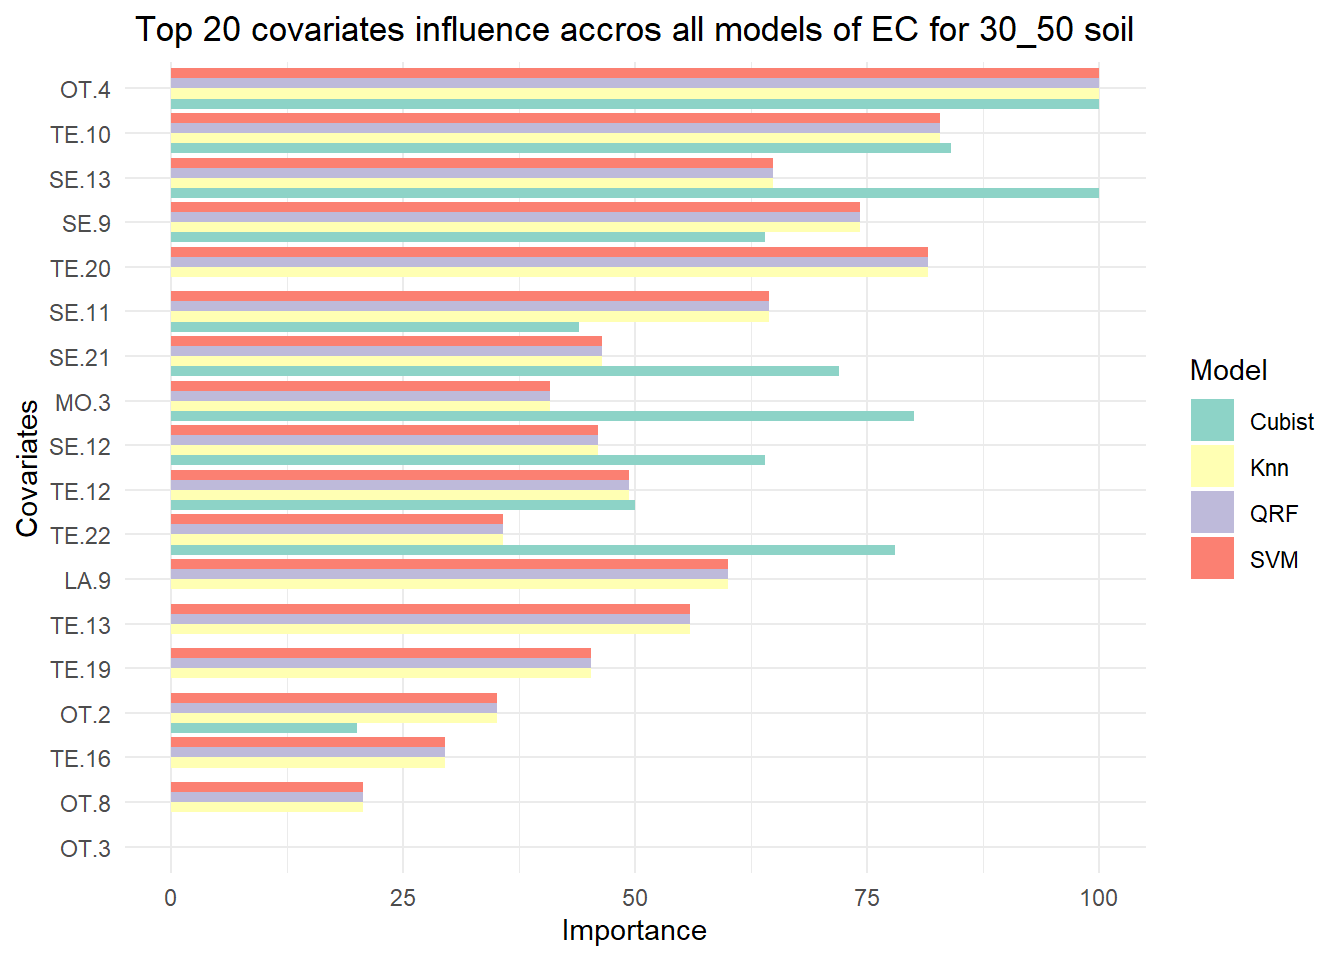 Top 20 covariates influence accros all models of EC for 30_50 soil
OT.4
TE.10
SE.13
SE.9
TE.20
SE.11
SE.21
MO.3
SE.12
TE.12
TE.22
LA.9
TE.13
TE.19
OT.2
TE.16
OT.8
OT.3
Covariates
0 25 50 75 100
Importance
Model
Cubist
Knn
QRF
SVM